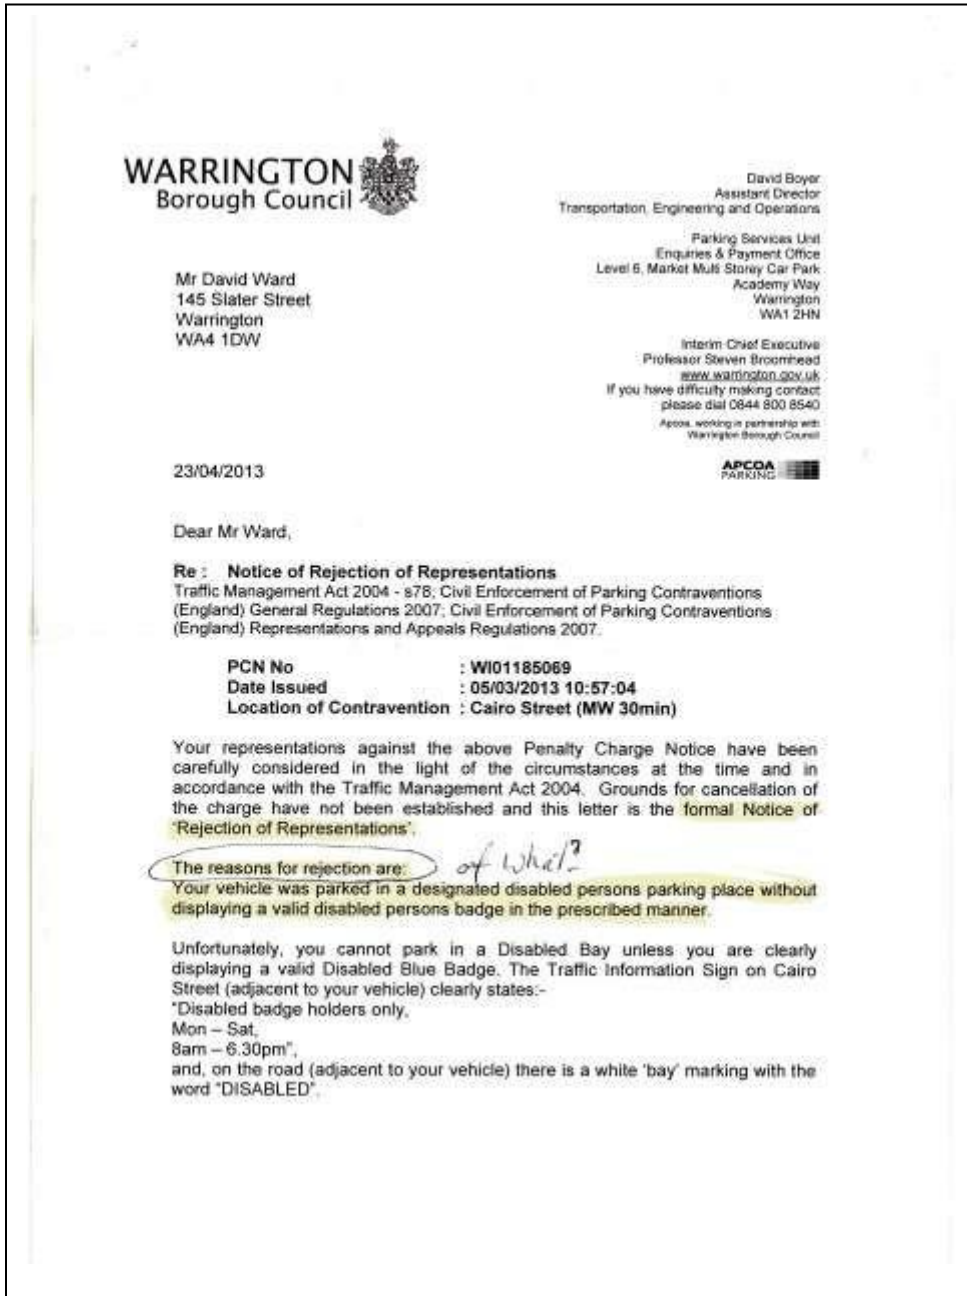 WARRINGTON
Borough Council
David Boyer
Assistant Director
Transportation, Engineering and Operations
Parking Services Unit
Enquiries & Payment Office
Level 6, Market Multi Storey Car Park
Academy Way
Warrington
WA1 2HN
Mr David Ward
145 Slater Street
Warrington
WA4 1DW
Interim Chief Executive
Professor Steven Broomhead
www.warrington.gov.uk
If you have difficulty making contact
please dial 0844 800 8540
Apcoa, working in partnership with
Warrington Borough Council
APCOA
PARKING
23/04/2013
Dear Mr Ward,
Re : Notice of Rejection of Representations
Traffic Management Act 2004 - s78; Civil Enforcement of Parking Contraventions
(England) General Regulations 2007; Civil Enforcement of Parking Contraventions
(England) Representations and Appeals Regulations 2007.
PCN No : WI01185069
Date Issued : 05/03/2013 10:57:04
Location of Contravention : Cairo Street (MW 30min)
Your representations against the above Penalty Charge Notice have been
carefully considered in the light of the circumstances at the time and in
accordance with the Traffic Management Act 2004. Grounds for cancellation of
the charge have not been established and this letter is the formal Notice of
'Rejection of Representations'.
The reasons for rejection are: of what?
Your vehicle was parked in a designated disabled persons parking place without
displaying a valid disabled persons badge in the prescribed manner.
Unfortunately, you cannot park in a Disabled Bay unless you are clearly
displaying a valid Disabled Blue Badge. The Traffic Information Sign on Cairo
Street (adjacent to your vehicle) clearly states:-
"Disabled badge holders only,
Mon – Sat,
8am – 6.30pm",
and, on the road (adjacent to your vehicle) there is a white 'bay' marking with the
word "DISABLED".